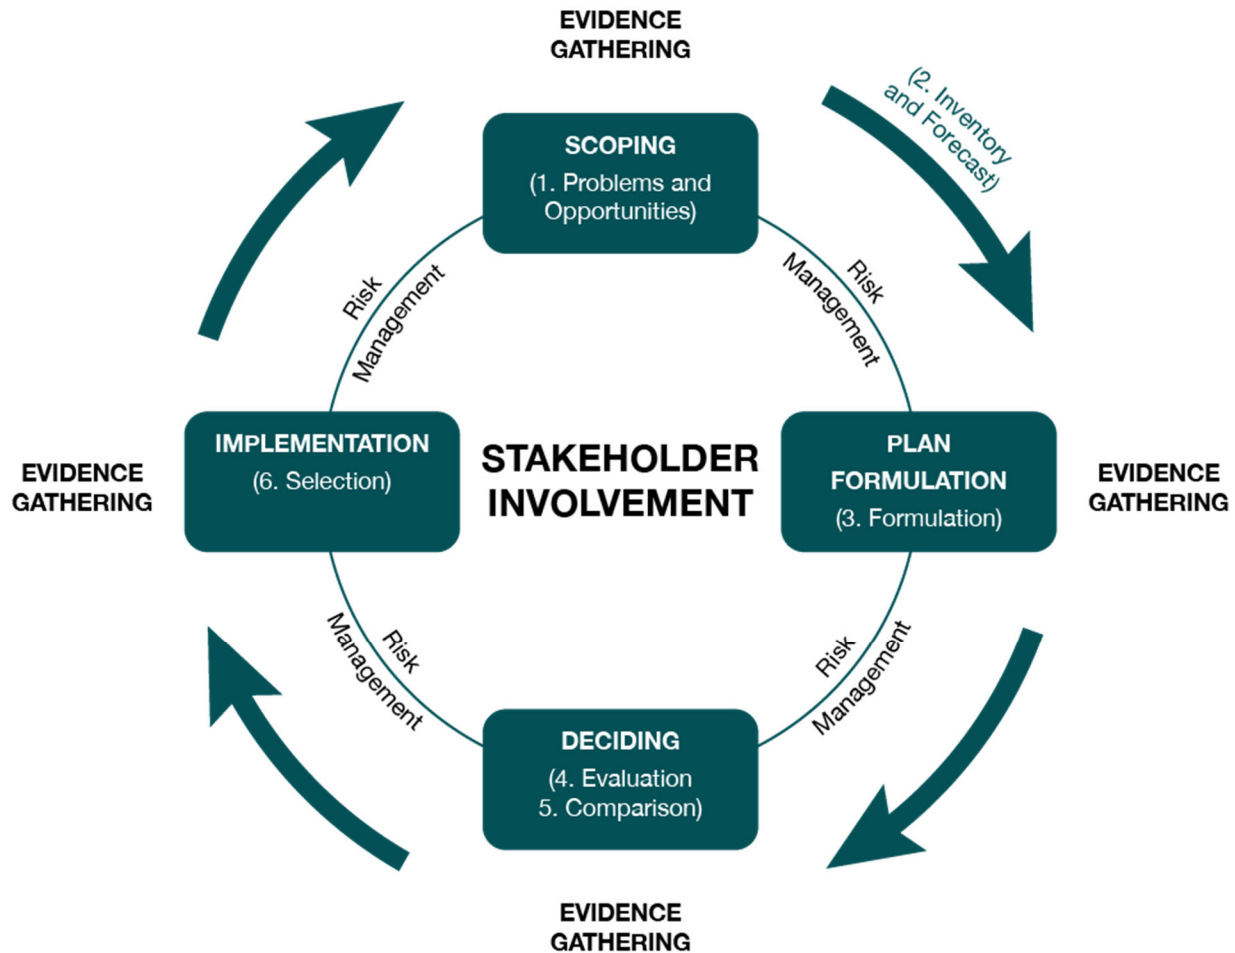 EVIDENCE
GATHERING
(2. Inventory
and Forecast)
SCOPING
(1. Problems and
Opportunities)
Risk
Management
Risk
Management
IMPLEMENTATION
(6. Selection)
STAKEHOLDER
INVOLVEMENT
PLAN
FORMULATION
(3. Formulation)
EVIDENCE
GATHERING
EVIDENCE
GATHERING
Risk
Management
Risk
Management
DECIDING
(4. Evaluation
5. Comparison)
EVIDENCE
GATHERING